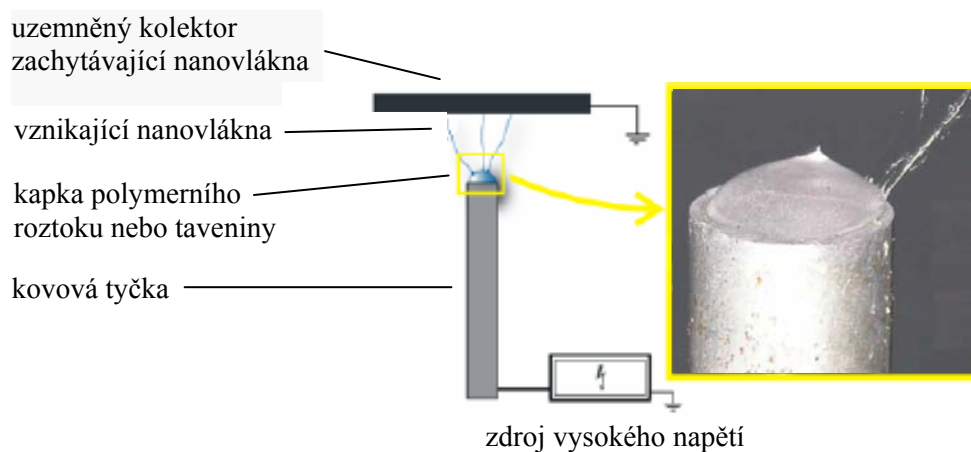 uzemněný kolektor
zachytávající nanovlákna
vznikající nanovlákna
kapka polymerního
roztoku nebo taveniny
kovová tyčka
zdroj vysokého napětí